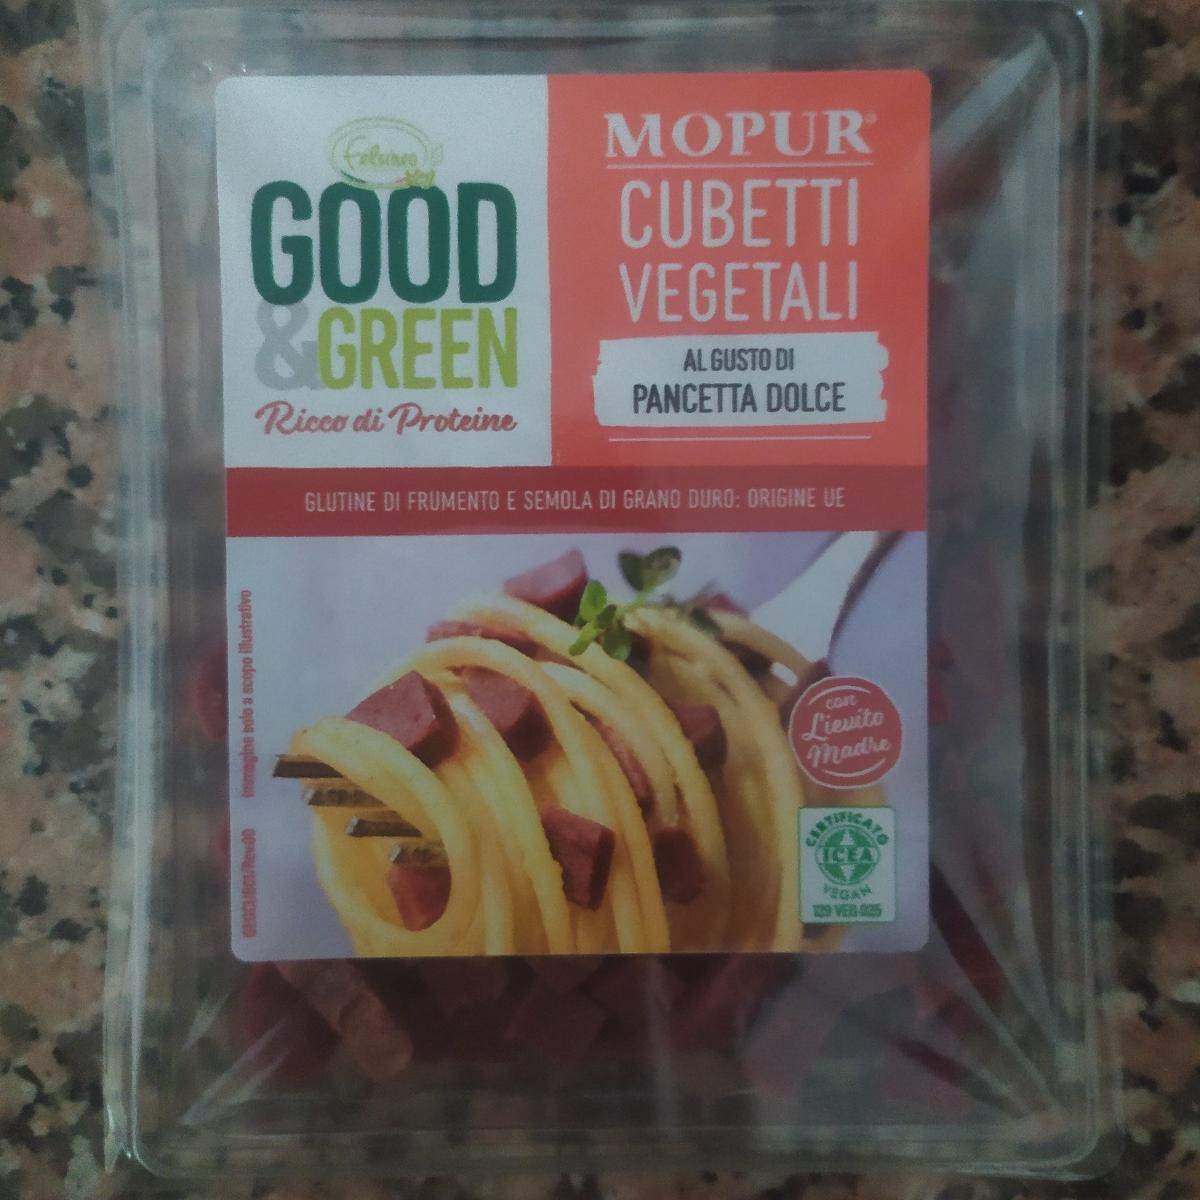 Felsineo
Veg
GOOD
&GREEN
Ricco di Proteine
MOPUR®
CUBETTI
VEGETALI
AL GUSTO DI
PANCETTA DOLCE
GLUTINE DI FRUMENTO E SEMOLA DI GRANO DURO: ORIGINE UE
immagine solo a scopo illustrativo
con
Lievito
Madre
CERTIFICATO
ICEA
VEGAN
129 VEG-025